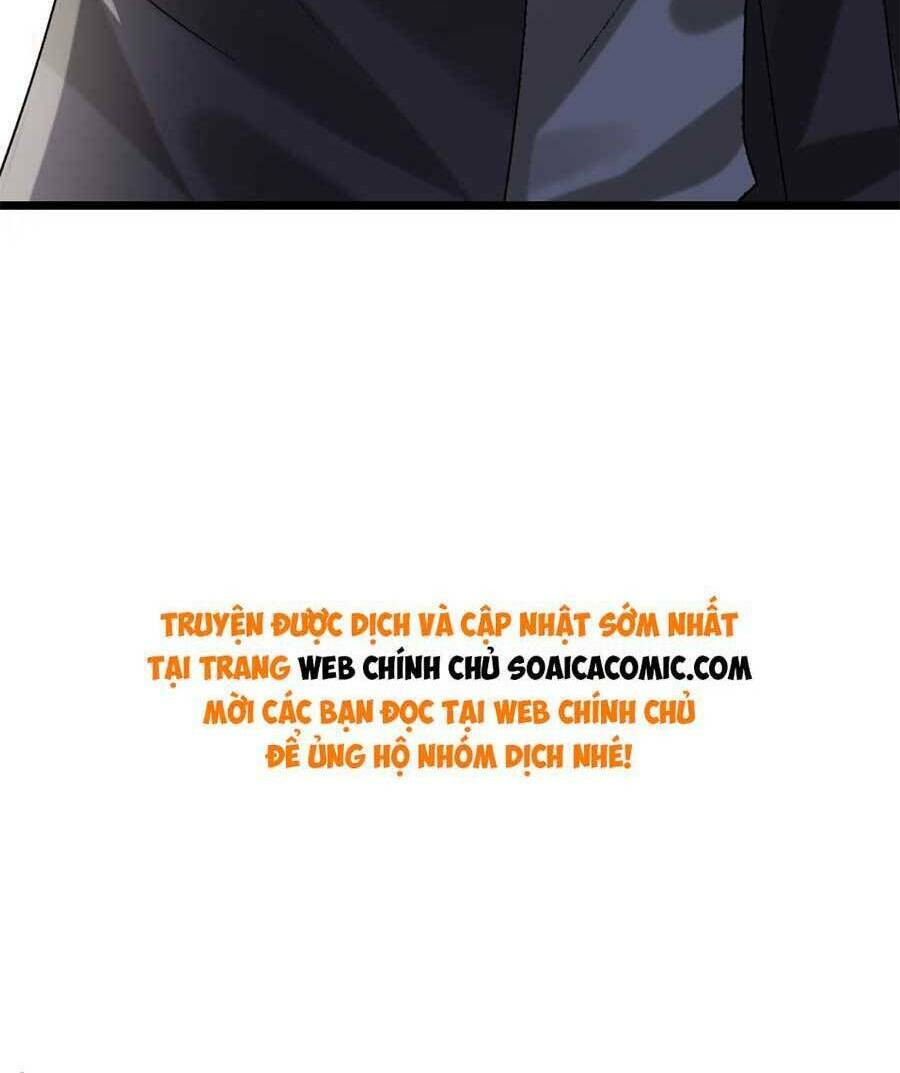 TRUYỆN ĐƯỢC DỊCH VÀ CẬP NHẬT SỚM NHẤT
TẠI TRANG WEB CHÍNH CHỦ SOAICACOMIC.COM
MỜI CÁC BẠN ĐỌC TẠI WEB CHÍNH CHỦ
ĐỂ ỦNG HỘ NHÓM DỊCH NHÉ!